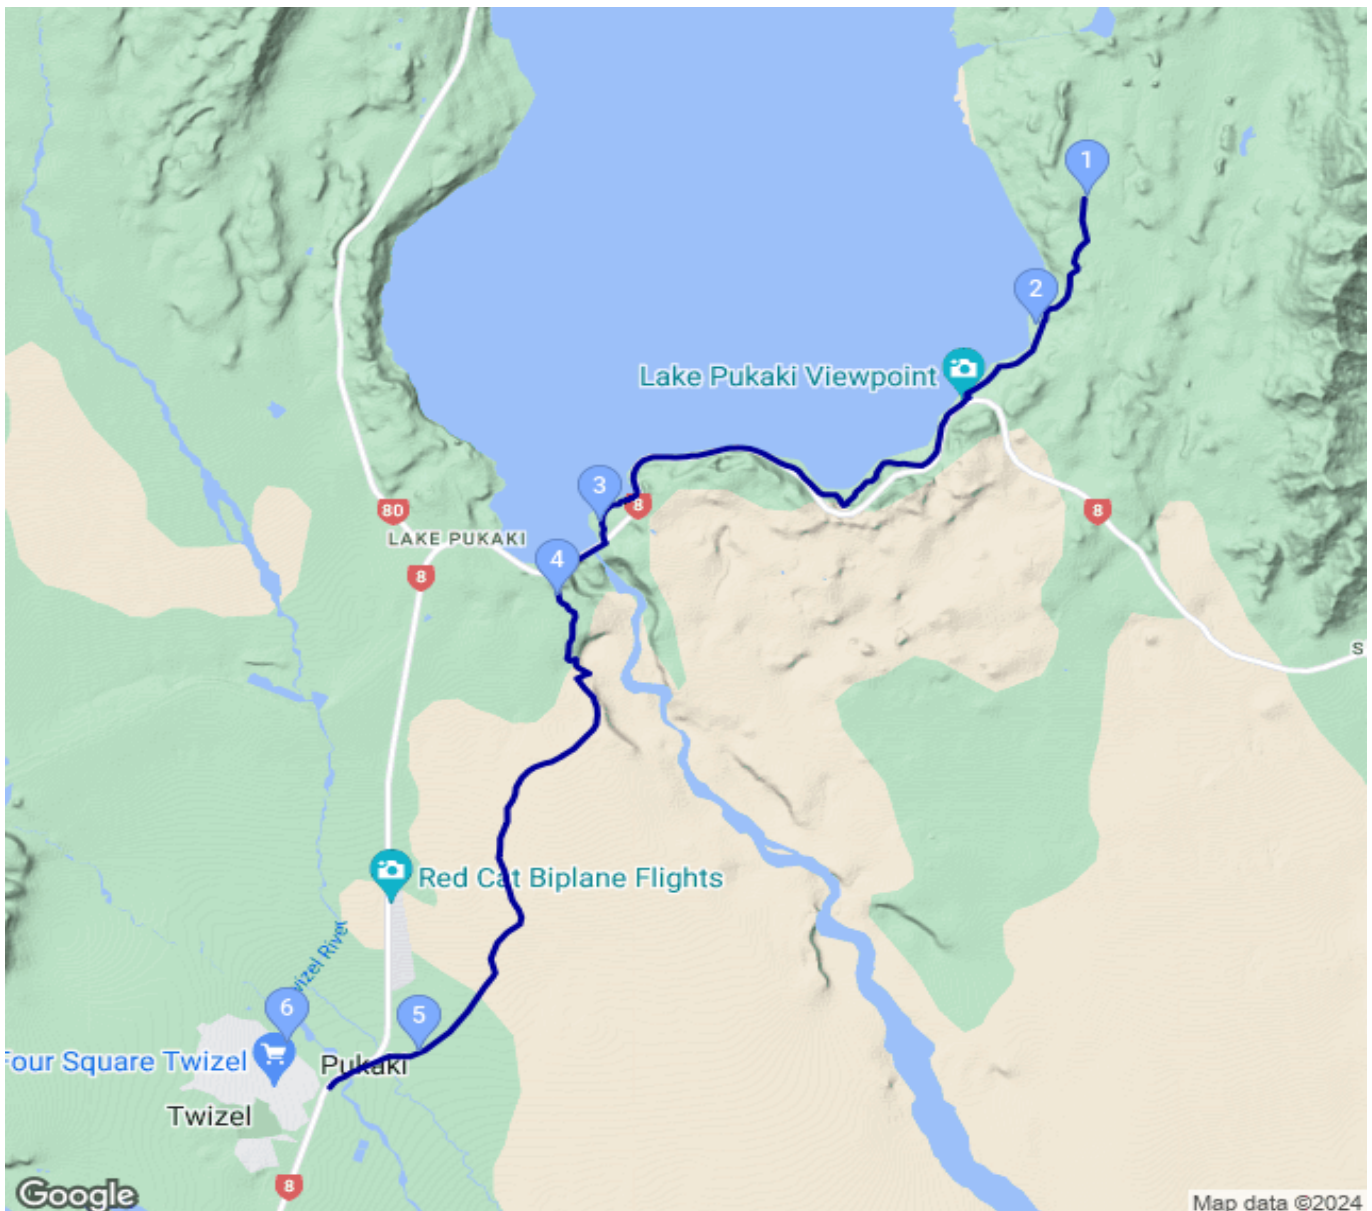 1
2
Lake Pukaki Viewpoint
3
8
80
8
LAKE PUKAKI
4
8
S
Red Cat Biplane Flights
wizel River
6
5
Four Square Twizel
Pukaki
Twizel
8
Google
Map data ©2024